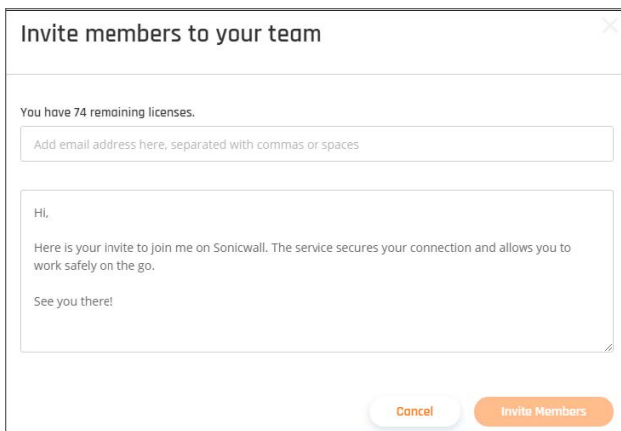 Invite members to your team
You have 74 remaining licenses.
Add email address here, separated with commas or spaces
Hi,
Here is your invite to join me on Sonicwall. The service secures your connection and allows you to
work safely on the go.
See you there!
Cancel
Invite Members